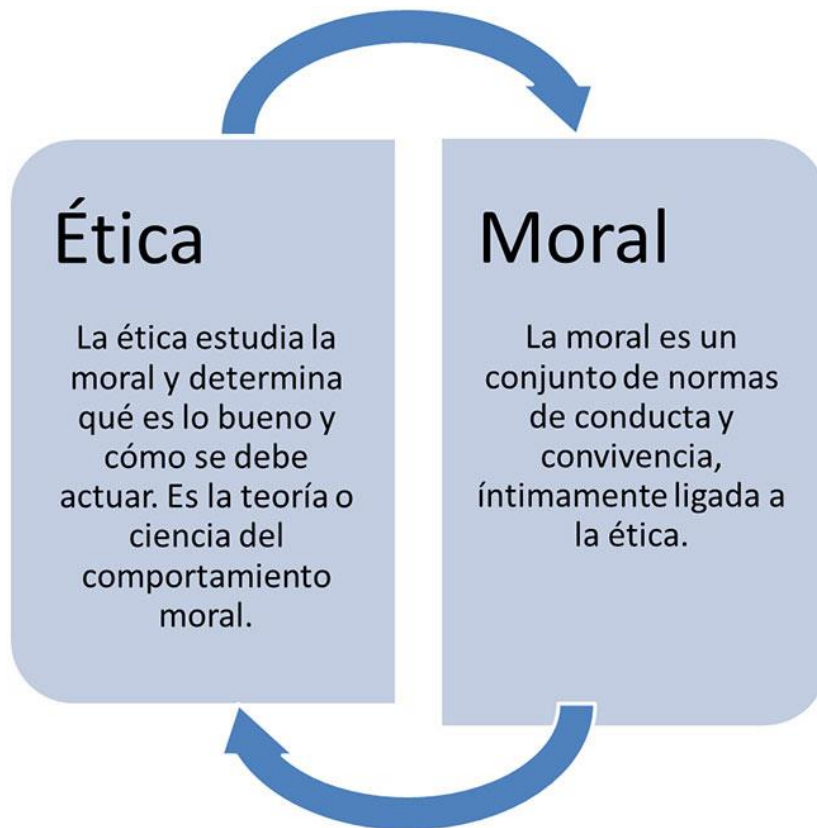 Ética
La ética estudia la
moral y determina
qué es lo bueno y
cómo se debe
actuar. Es la teoría o
ciencia del
comportamiento
moral.
Moral
La moral es un
conjunto de normas
de conducta y
convivencia,
íntimamente ligada a
la ética.